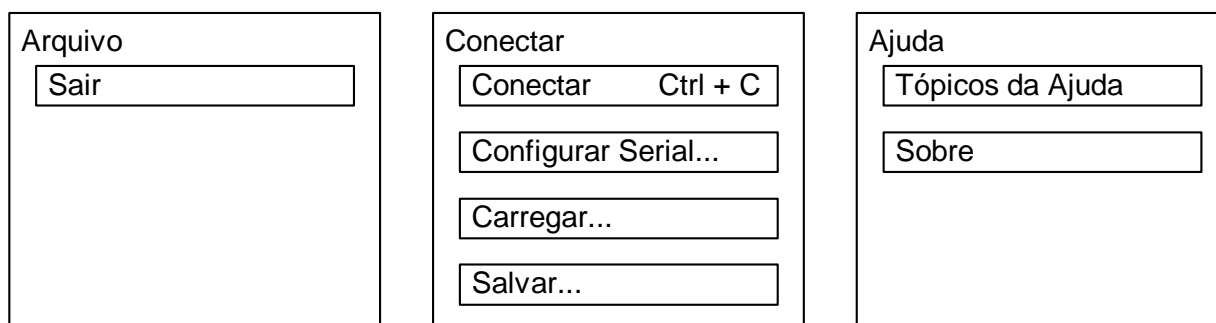 Arquivo
Sair
Conectar
Conectar Ctrl + C
Configurar Serial...
Carregar...
Salvar...
Ajuda
Tópicos da Ajuda
Sobre